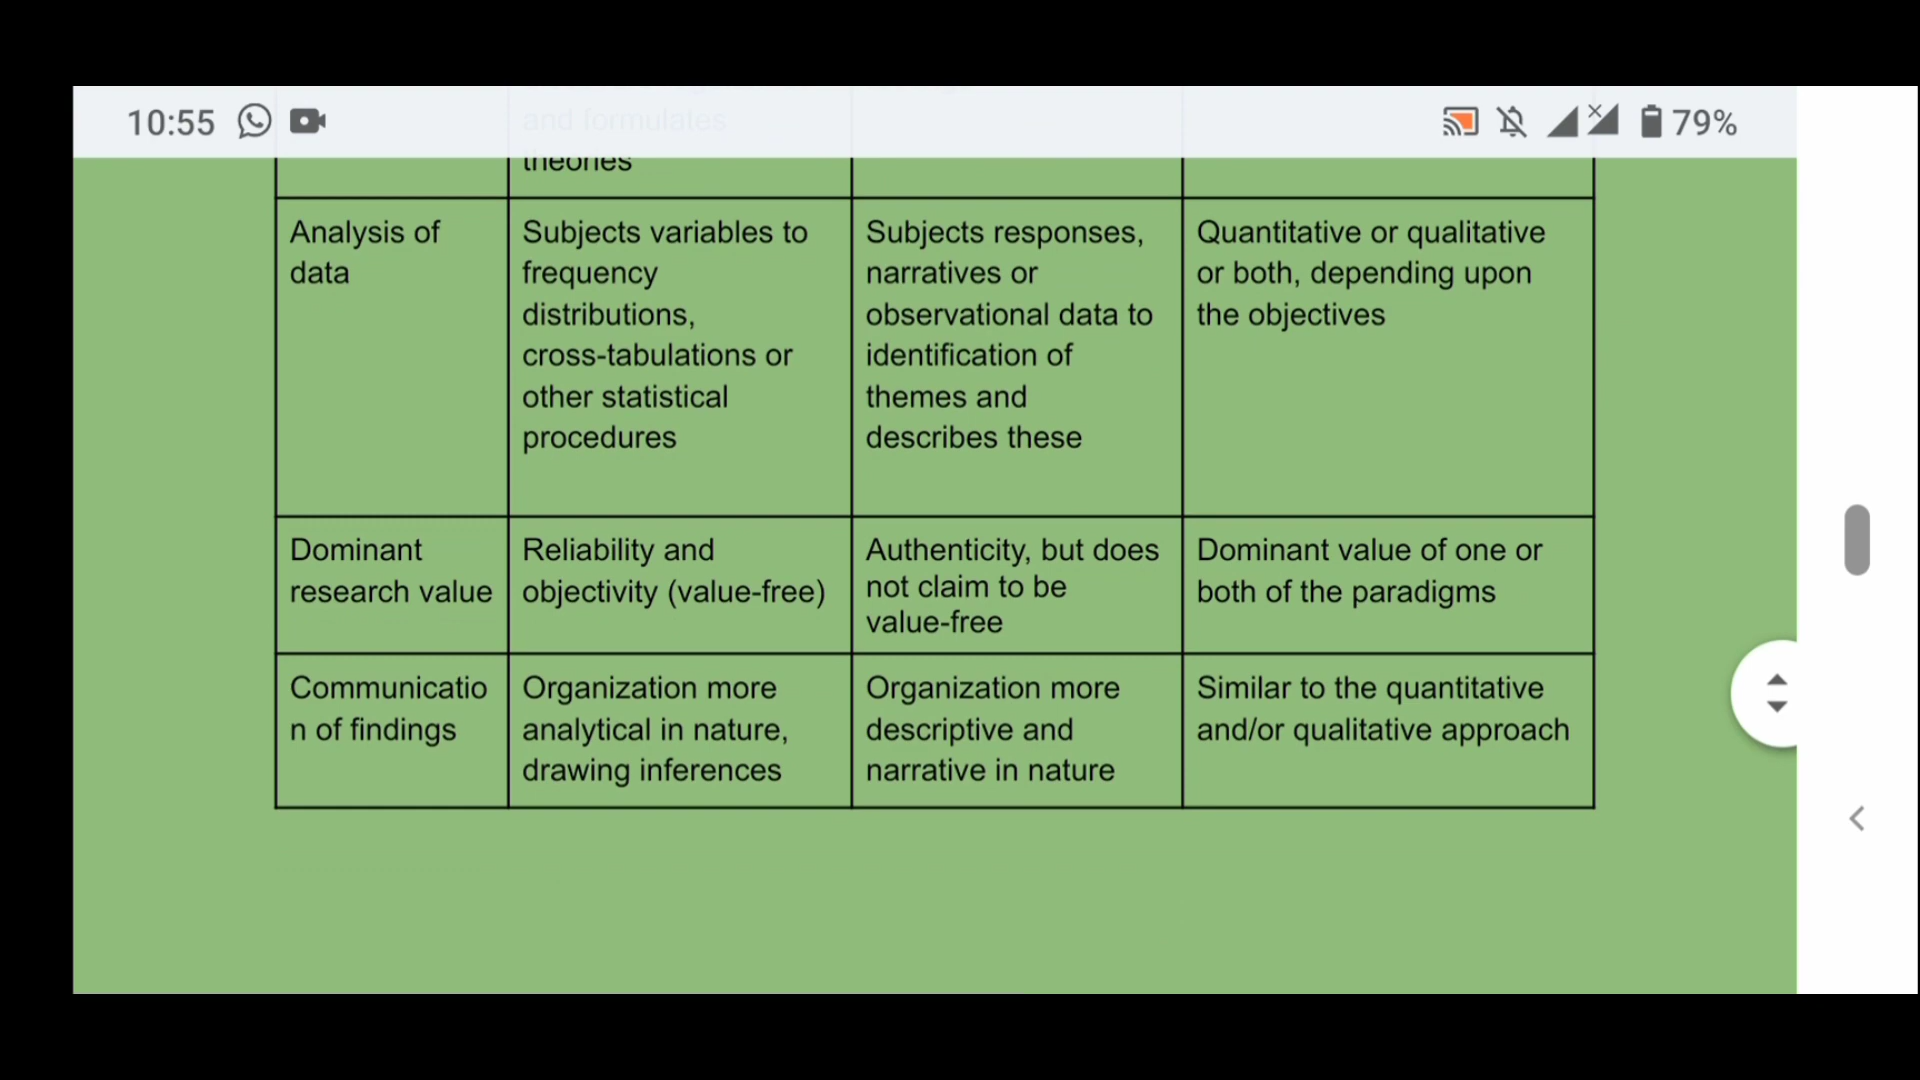 10:55
79%
and formulates
theories
Analysis of
data
Subjects variables to
frequency
distributions,
cross-tabulations or
other statistical
procedures
Subjects responses,
narratives or
observational data to
identification of
themes and
describes these
Quantitative or qualitative
or both, depending upon
the objectives
Dominant
research value
Reliability and
objectivity (value-free)
Authenticity, but does
not claim to be
value-free
Dominant value of one or
both of the paradigms
Communicatio
n of findings
Organization more
analytical in nature,
drawing inferences
Organization more
descriptive and
narrative in nature
Similar to the quantitative
and/or qualitative approach